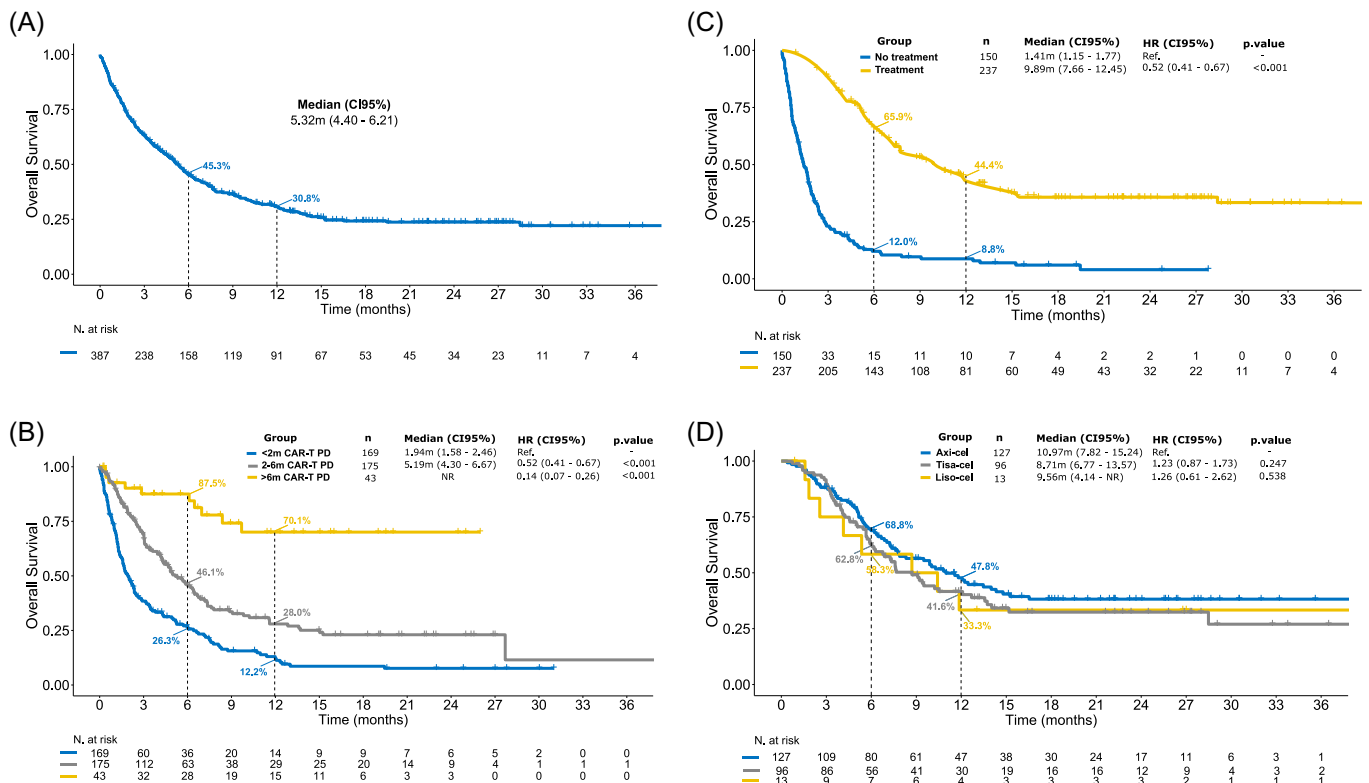 (A)
1.00
0.75
0.50
0.25
0.00
Overall Survival
Median (CI95%)
5.32m (4.40 - 6.21)
45.3%
30.8%
0 3 6 9 12 15 18 21 24 27 30 33 36
Time (months)
N. at risk
387 238 158 119 91 67 53 45 34 23 11 7 4
(C)
Group n Median (CI95%) HR (CI95%) p.value
No treatment 150 1.41m (1.15 - 1.77) Ref. -
Treatment 237 9.89m (7.66 - 12.45) 0.52 (0.41 - 0.67) <0.001
1.00
0.75
0.50
0.25
0.00
Overall Survival
65.9%
44.4%
12.0%
8.8%
0 3 6 9 12 15 18 21 24 27 30 33 36
Time (months)
N. at risk
150 33 15 11 10 7 4 2 2 1 0 0 0
237 205 143 108 81 60 49 43 32 22 11 7 4
(B)
Group n Median (CI95%) HR (CI95%) p.value
<2m CAR-T PD 169 1.94m (1.58 - 2.46) Ref. -
2-6m CAR-T PD 175 5.19m (4.30 - 6.67) 0.52 (0.41 - 0.67) <0.001
>6m CAR-T PD 43 NR 0.14 (0.07 - 0.26) <0.001
1.00
0.75
0.50
0.25
0.00
Overall Survival
87.5%
70.1%
46.1%
28.0%
26.3%
12.2%
0 3 6 9 12 15 18 21 24 27 30 33 36
Time (months)
N. at risk
169 60 36 20 14 9 9 7 6 5 2 0 0
175 112 63 38 29 25 20 14 9 4 1 1 1
43 32 28 19 15 11 6 3 3 0 0 0 0
(D)
Group n Median (CI95%) HR (CI95%) p.value
Axi-cel 127 10.97m (7.82 - 15.24) Ref. -
Tisa-cel 96 8.71m (6.77 - 13.57) 1.23 (0.87 - 1.73) 0.247
Liso-cel 13 9.56m (4.14 - NR) 1.26 (0.61 - 2.62) 0.538
1.00
0.75
0.50
0.25
0.00
Overall Survival
68.8%
62.8%
58.3%
47.8%
41.6%
33.3%
0 3 6 9 12 15 18 21 24 27 30 33 36
Time (months)
N. at risk
127 109 80 61 47 38 30 24 17 11 6 3 1
96 86 56 41 30 19 16 16 12 9 4 3 2
13 9 7 6 4 3 3 3 3 2 1 1 1